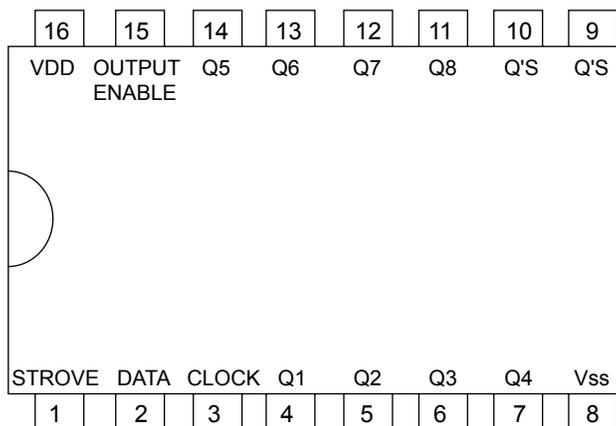 16 15 14 13 12 11 10 9
VDD OUTPUT ENABLE Q5 Q6 Q7 Q8 Q'S Q'S
STROVE DATA CLOCK Q1 Q2 Q3 Q4 Vss
1 2 3 4 5 6 7 8